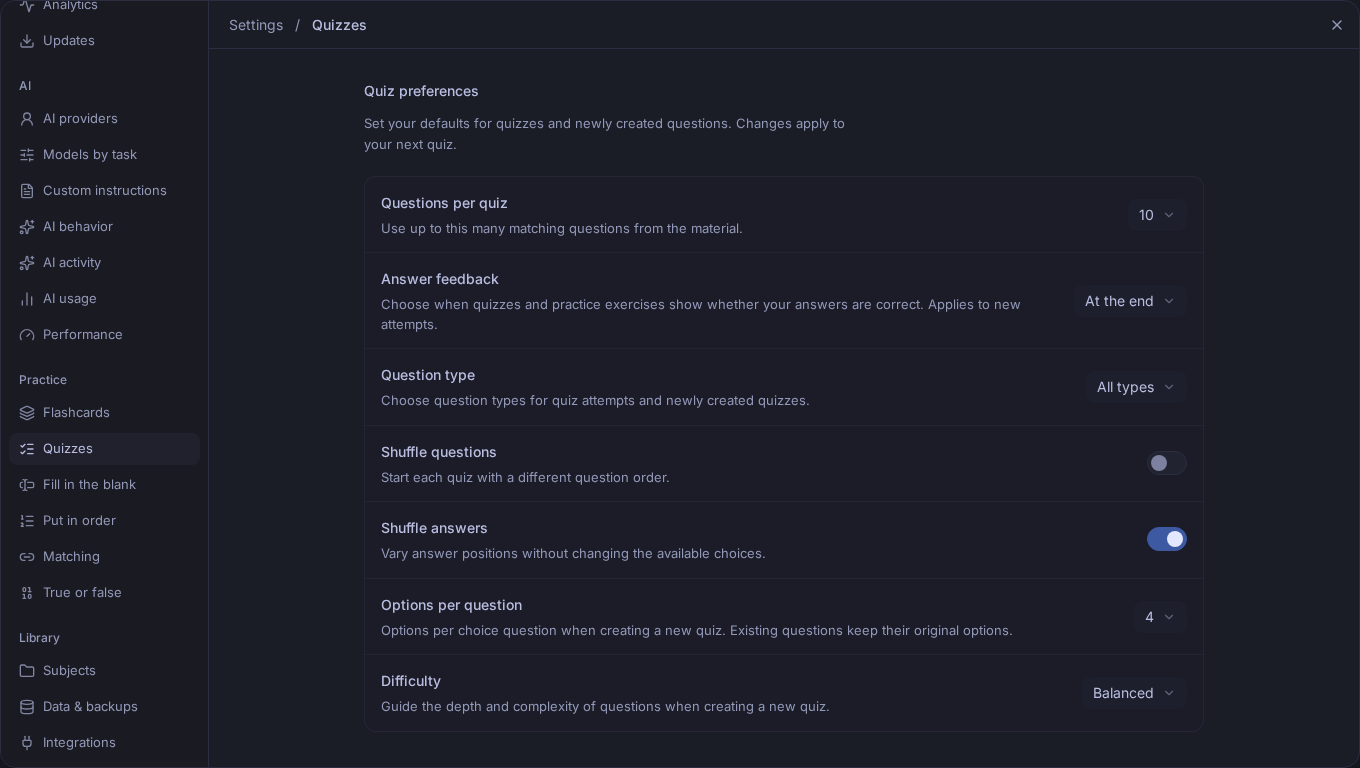 Analytics
Updates
AI
AI providers
Models by task
Custom instructions
AI behavior
AI activity
AI usage
Performance
Practice
Flashcards
Quizzes
Fill in the blank
Put in order
Matching
True or false
Library
Subjects
Data & backups
Integrations
Settings / Quizzes
Quiz preferences
Set your defaults for quizzes and newly created questions. Changes apply to
your next quiz.
Questions per quiz
Use up to this many matching questions from the material.
10
Answer feedback
Choose when quizzes and practice exercises show whether your answers are correct. Applies to new
attempts.
At the end
Question type
Choose question types for quiz attempts and newly created quizzes.
All types
Shuffle questions
Start each quiz with a different question order.
Shuffle answers
Vary answer positions without changing the available choices.
Options per question
Options per choice question when creating a new quiz. Existing questions keep their original options.
4
Difficulty
Guide the depth and complexity of questions when creating a new quiz.
Balanced